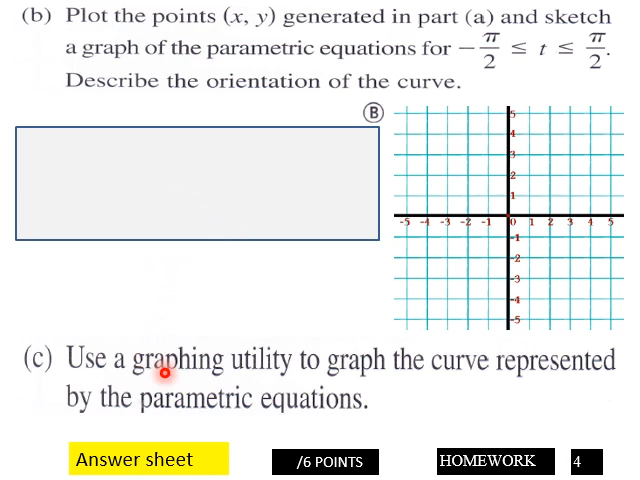 (b) Plot the points (x, y) generated in part (a) and sketch
a graph of the parametric equations for −π/2 ≤ t ≤ π/2.
Describe the orientation of the curve.
Ⓑ
5
4
3
2
1
-5 -4 -3 -2 -1 0 1 2 3 4 5
-1
-2
-3
-4
-5
(c) Use a graphing utility to graph the curve represented
by the parametric equations.
Answer sheet /6 POINTS HOMEWORK 4